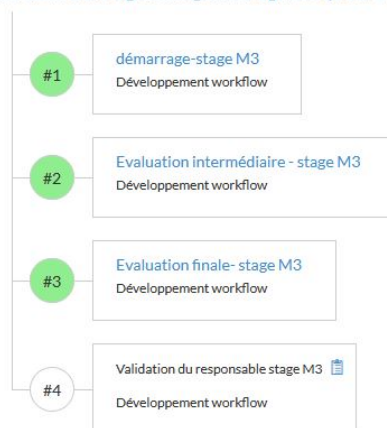 #1
démarrage-stage M3
Développement workflow
#2
Evaluation intermédiaire - stage M3
Développement workflow
#3
Evaluation finale- stage M3
Développement workflow
#4
Validation du responsable stage M3
Développement workflow